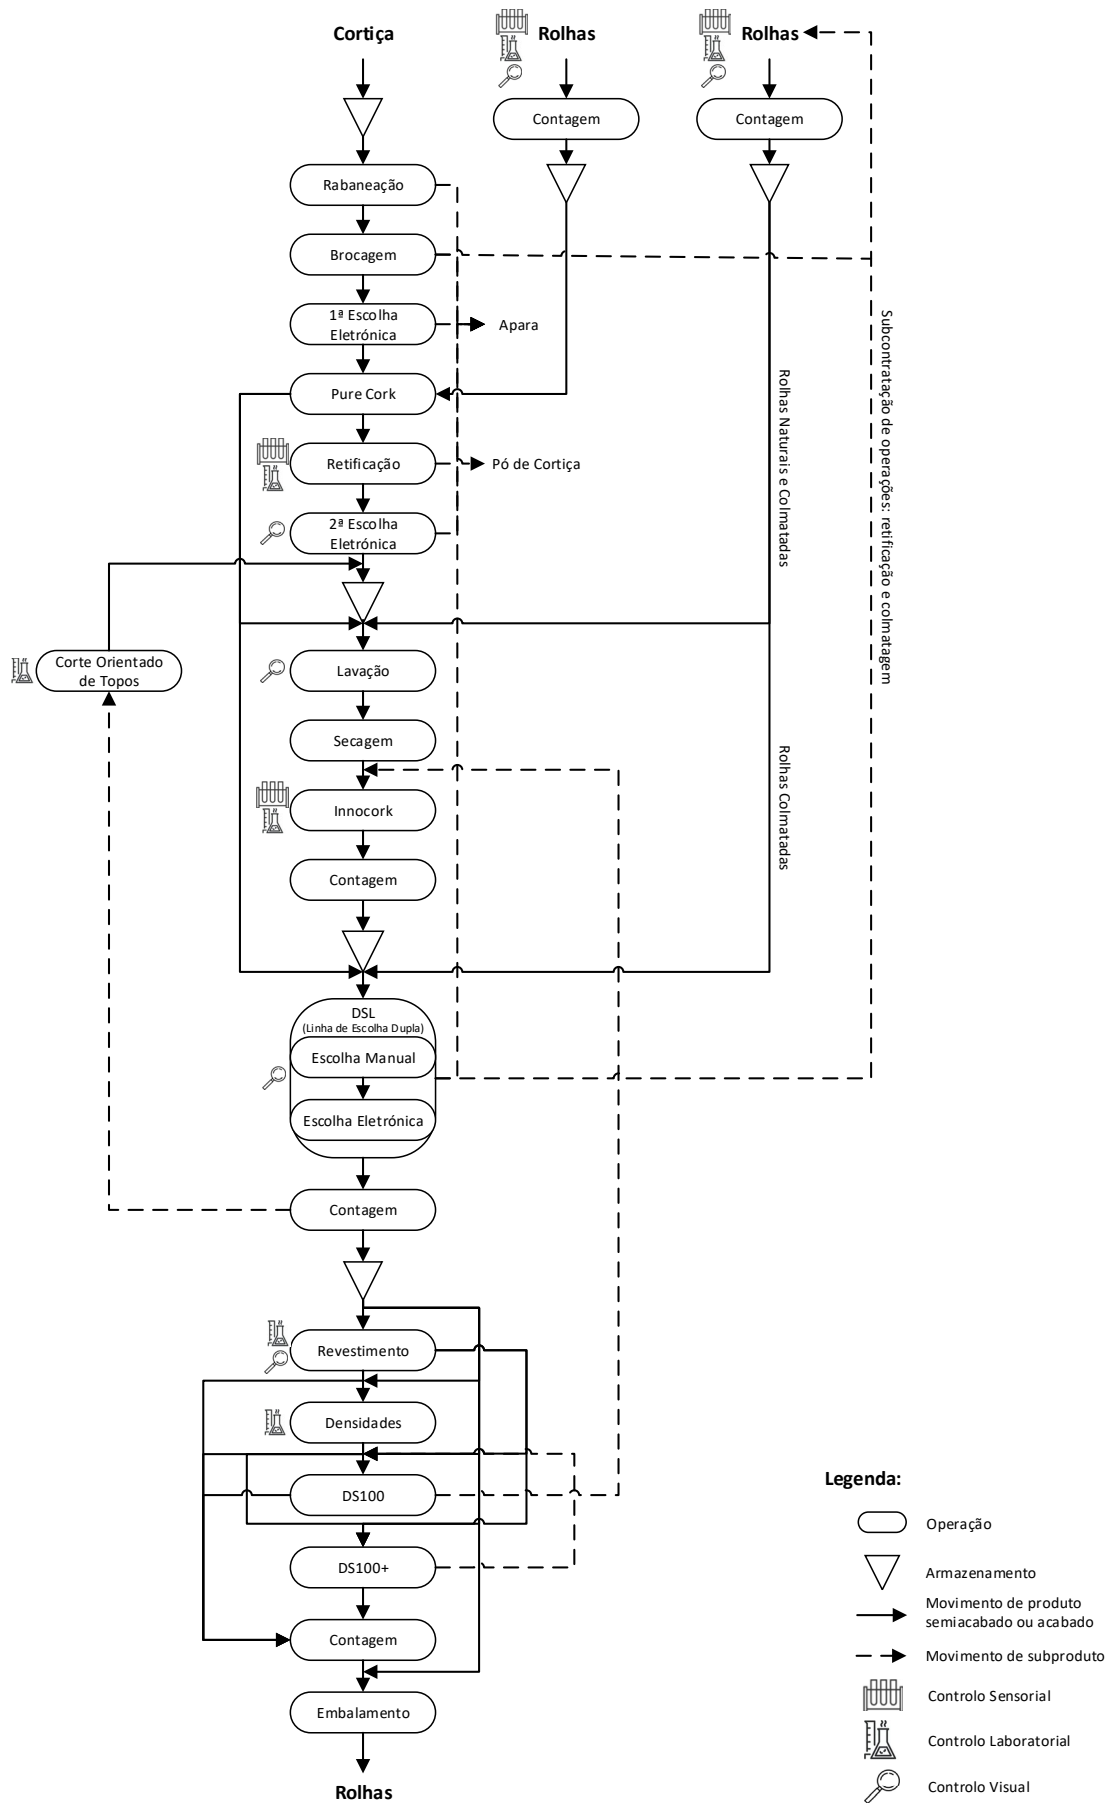 Cortiça
Rolhas
Rolhas
Contagem
Contagem
Rabaneação
Brocagem
1ª Escolha
Eletrónica
Apara
Pure Cork
Rolhas Naturais e Colmatadas
Subcontratação de operações: retificação e colmatagem
Retificação
Pó de Cortiça
2ª Escolha
Eletrónica
Corte Orientado
de Topos
Lavação
Secagem
Rolhas Colmatadas
Innocork
Contagem
DSL
(Linha de Escolha Dupla)
Escolha Manual
Escolha Eletrónica
Contagem
Revestimento
Densidades
DS100
DS100+
Contagem
Embalamento
Rolhas
Legenda:
Operação
Armazenamento
Movimento de produto
semiacabado ou acabado
Movimento de subproduto
Controlo Sensorial
Controlo Laboratorial
Controlo Visual